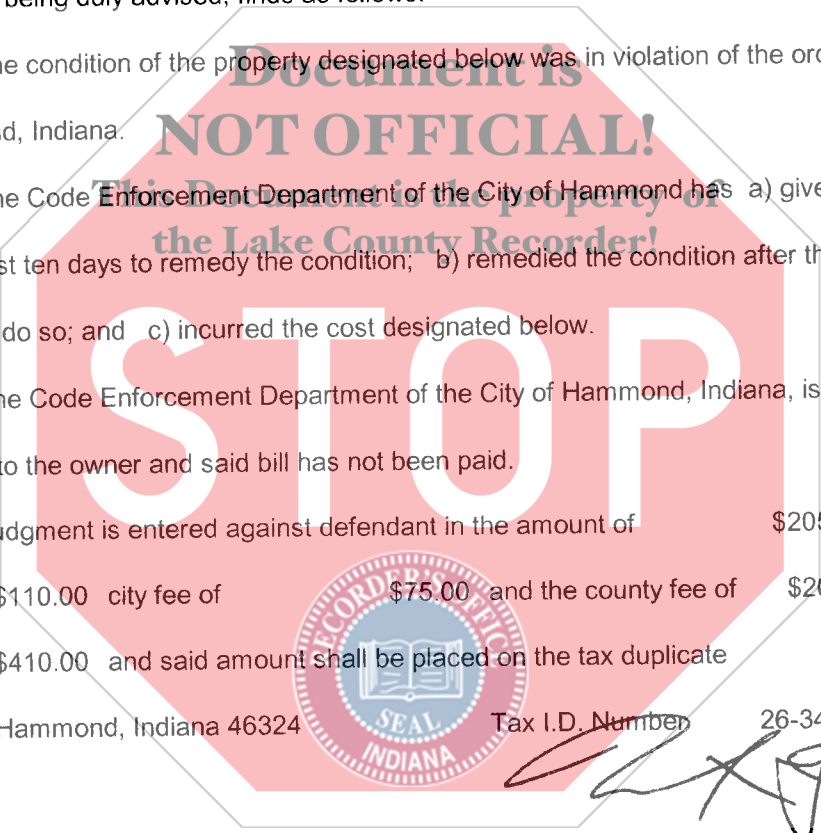 being duly advised, finds as follows:
ne condition of the property designated below was in violation of the ord
Document is
d, Indiana.
NOT OFFICIAL!
ne Code Enforcement Department of the City of Hammond has a) give
This Document is the property of
the Lake County Recorder!
st ten days to remedy the condition; b) remedied the condition after th
do so; and c) incurred the cost designated below.
STOP
ne Code Enforcement Department of the City of Hammond, Indiana, is
to the owner and said bill has not been paid.
udgment is entered against defendant in the amount of $205
$110.00 city fee of $75.00 and the county fee of $20
RECORDER'S OFFICE
$410.00 and said amount shall be placed on the tax duplicate
SEAL
Hammond, Indiana 46324 Tax I.D. Number 26-34
INDIANA